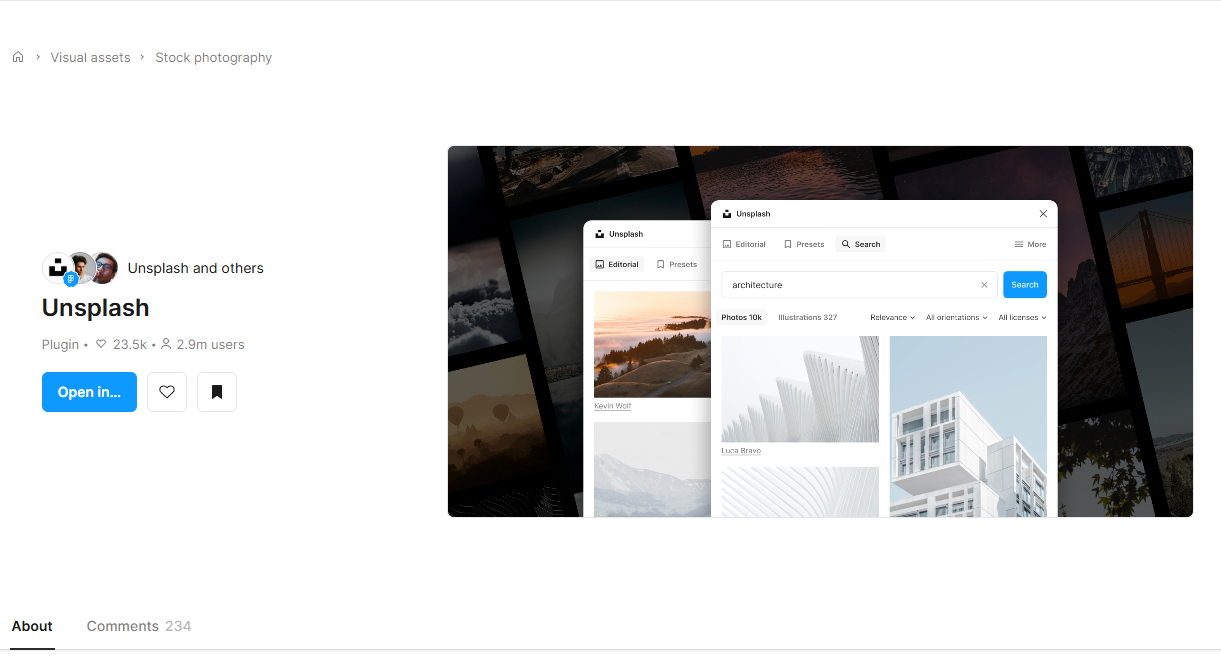 Visual assets
Stock photography
Unsplash and others
Unsplash
Plugin • 23.5k • 2.9m users
Open in...
Unsplash
Editorial Presets
Kevin Wolf
Unsplash
Editorial Presets Search More
architecture
Search
Photos 10k Illustrations 327 Relevance All orientations All licenses
Luca Bravo
About Comments 234